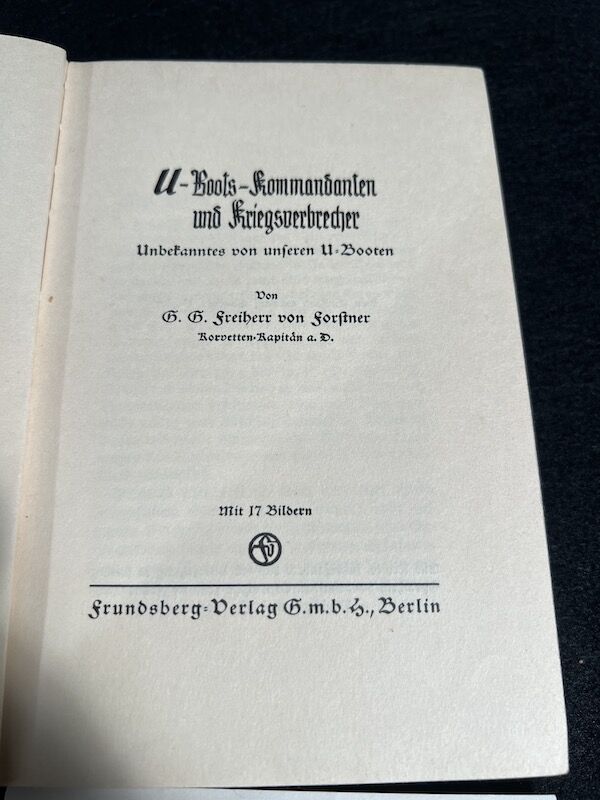 U-Boots-Kommandanten
und Kriegsverbrecher
Unbekanntes von unseren U-Booten
Von
G. G. Freiherr von Forstner
Korvetten-Kapitän a. D.
Mit 17 Bildern
Frundsberg-Verlag G.m.b.H., Berlin